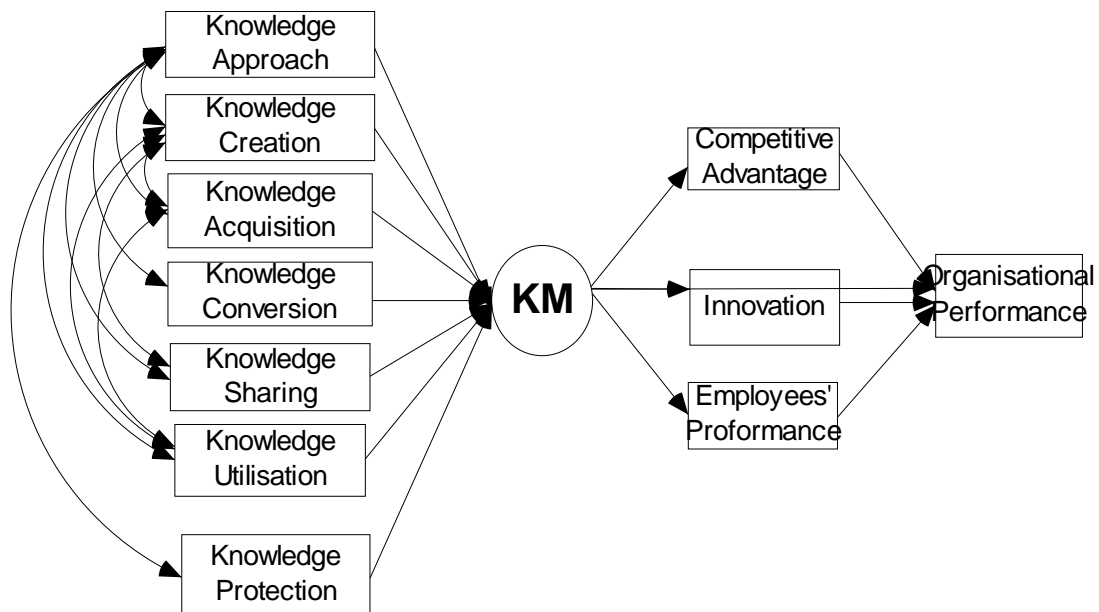 Knowledge
Approach
Knowledge
Creation
Knowledge
Acquisition
Knowledge
Conversion
Knowledge
Sharing
Knowledge
Utilisation
Knowledge
Protection
KM
Competitive
Advantage
Innovation
Employees'
Proformance
Organisational
Performance